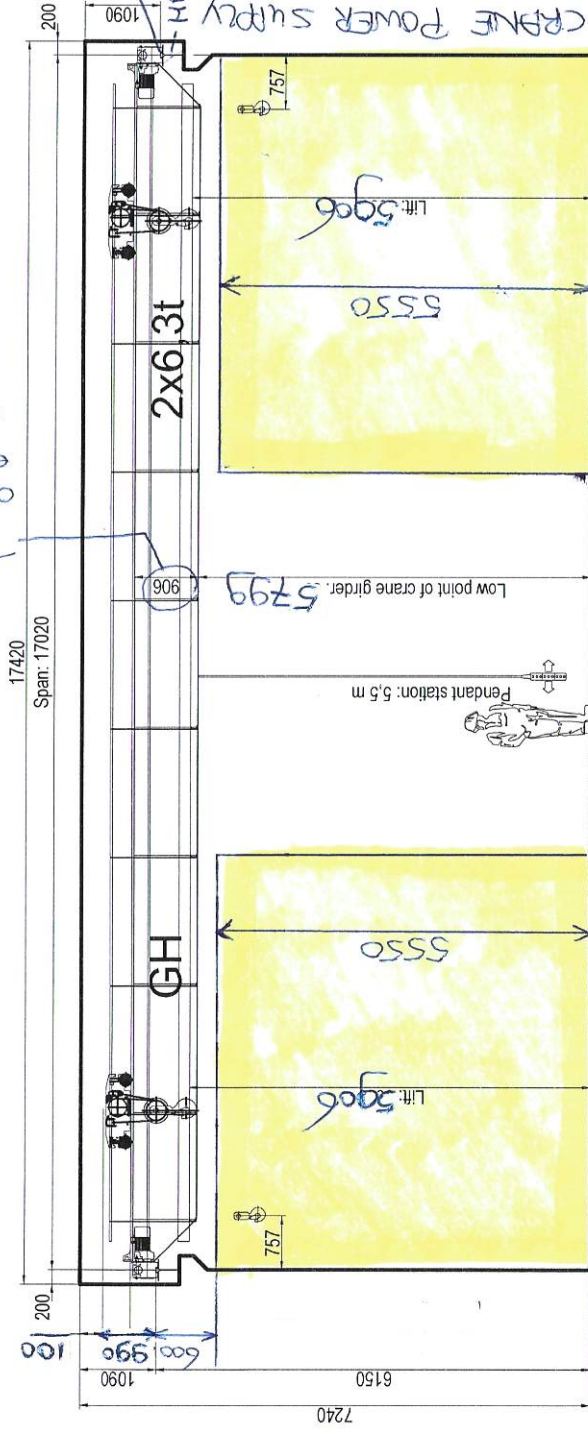 17420
Span: 17020
200
200
1090
CRANE POWER SUPPLY
757
2x6,3t
Lift: 5906
5550
906
Low point of crane girder: 5799
Pendant station: 5,5 m
GH
5550
Lift: 5906
757
100
990
600
1090
6150
7240